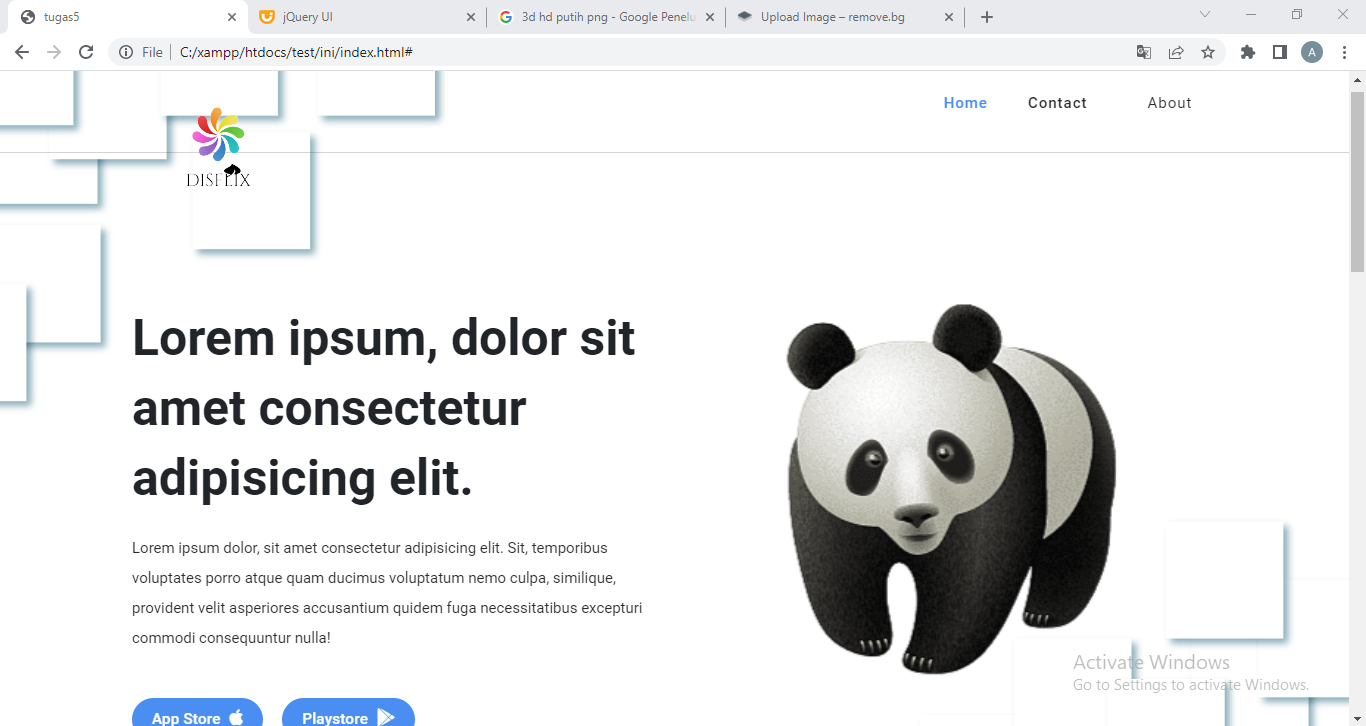 tugas5
jQuery UI
3d hd putih png - Google Penelu
Upload Image – remove.bg
File
C:/xampp/htdocs/test/ini/index.html#
A
Home
Contact
About
DISFLIX
Lorem ipsum, dolor sit
amet consectetur
adipisicing elit.
Lorem ipsum dolor, sit amet consectetur adipisicing elit. Sit, temporibus
voluptates porro atque quam ducimus voluptatum nemo culpa, similique,
provident velit asperiores accusantium quidem fuga necessitatibus excepturi
commodi consequuntur nulla!
App Store
Playstore
Activate Windows
Go to Settings to activate Windows.